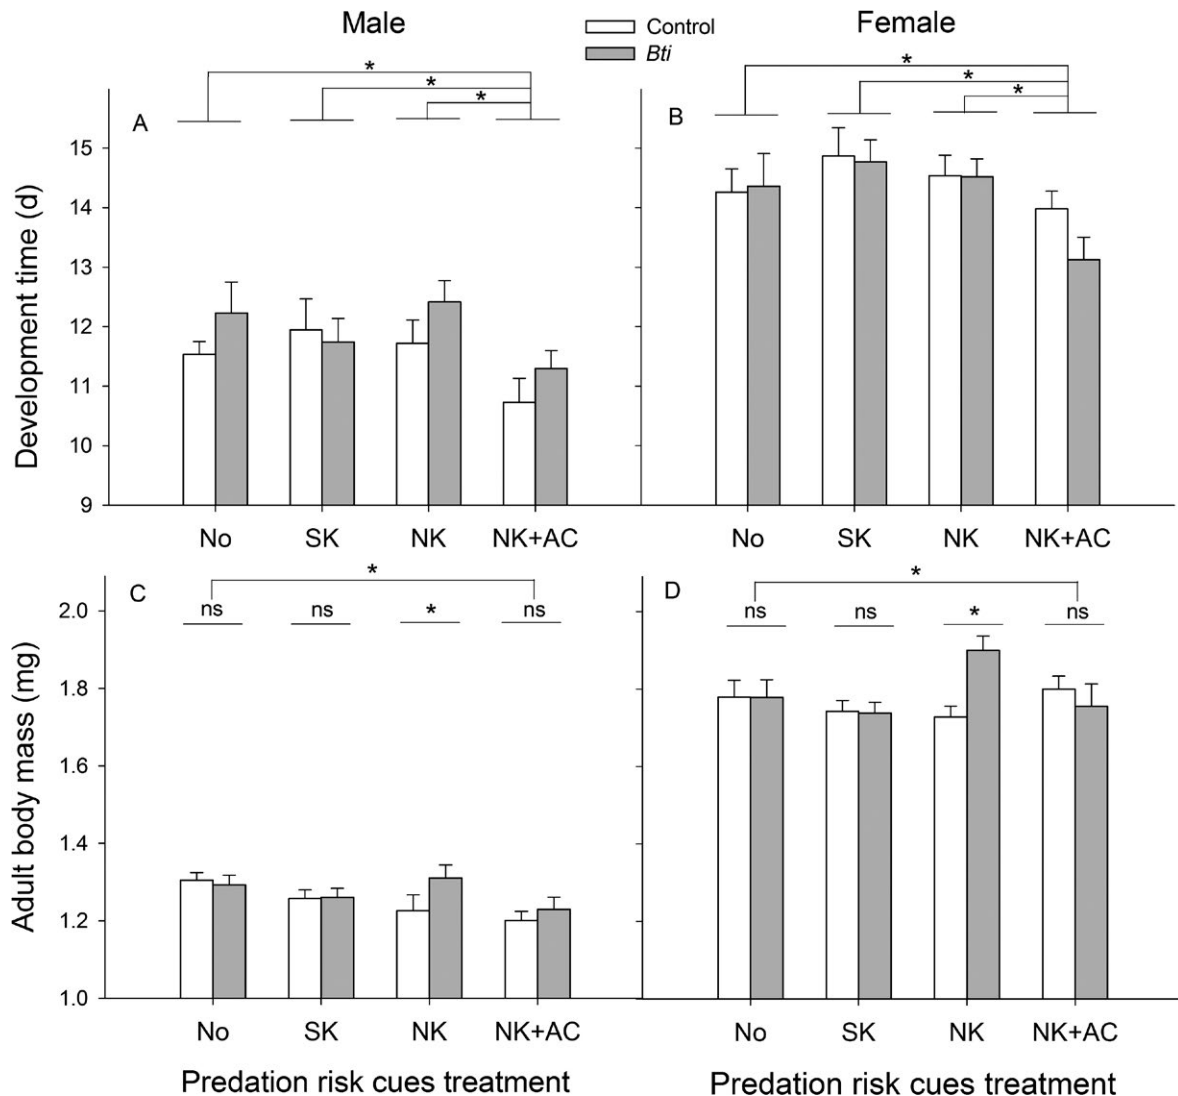 Male
Control
Bti
Female
*
*
*
A
*
*
*
B
Development time (d)
15
14
13
12
11
10
9
No SK NK NK+AC
No SK NK NK+AC
*
C
ns ns * ns
*
D
ns ns * ns
Adult body mass (mg)
2.0
1.8
1.6
1.4
1.2
1.0
No SK NK NK+AC
No SK NK NK+AC
Predation risk cues treatment
Predation risk cues treatment